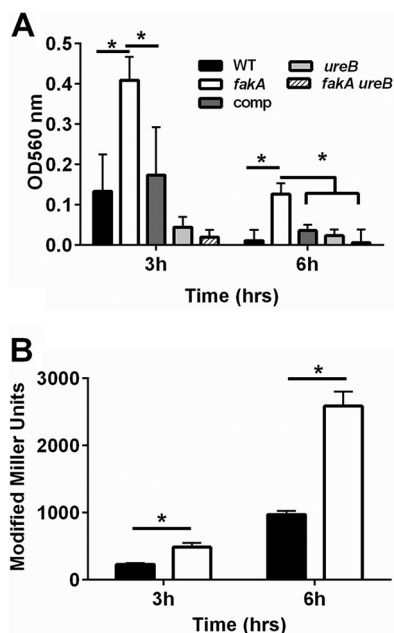 A
OD560 nm
0.5
0.4
0.3
0.2
0.1
0.0
* *
* *
WT
fakA
comp
ureB
fakA ureB
3h 6h
Time (hrs)
B
Modified Miller Units
3000
2000
1000
0
*
*
3h 6h
Time (hrs)